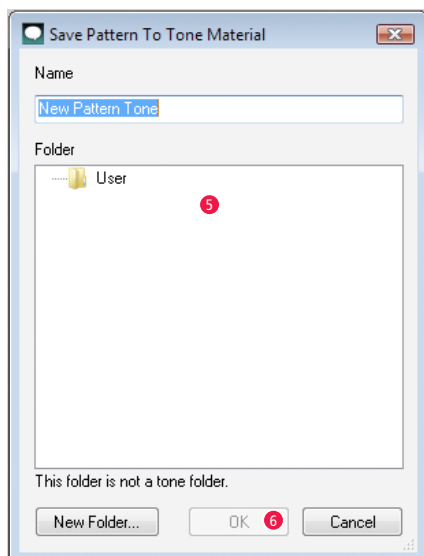 Save Pattern To Tone Material
Name
New Pattern Tone
Folder
User
5
This folder is not a tone folder.
New Folder... OK 6 Cancel